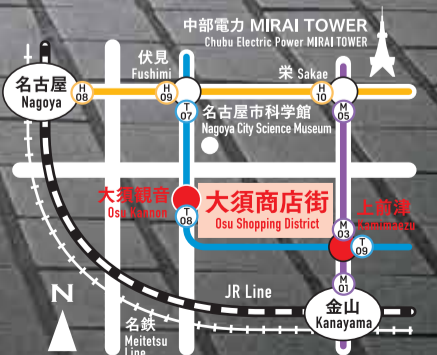 中部電力 MIRAI TOWER
Chubu Electric Power MIRAI TOWER
伏見
Fushimi
栄 Sakae
名古屋
Nagoya
H
08
H
09
H
10
T
07
M
05
名古屋市科学館
Nagoya City Science Museum
大須観音
Osu Kannon
T
08
大須商店街
Osu Shopping District
上前津
Kamimaezu
M
03
T
09
M
01
金山
Kanayama
JR Line
N
名鉄
Meitetsu
Line